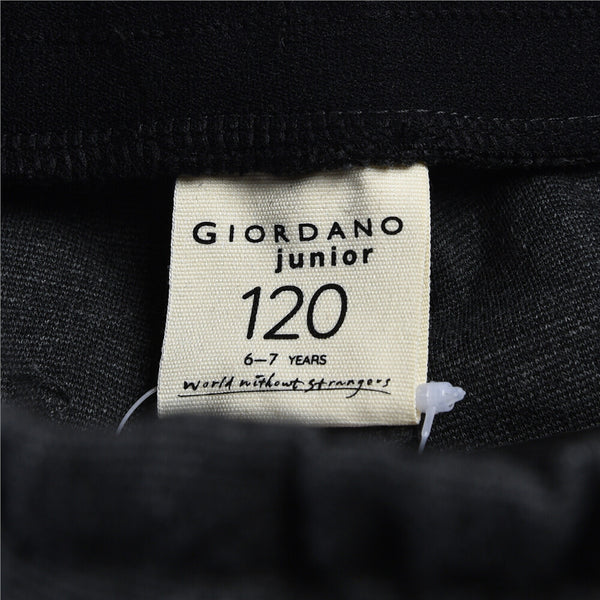 GIORDANO
junior
120
6–7 YEARS
World without strangers